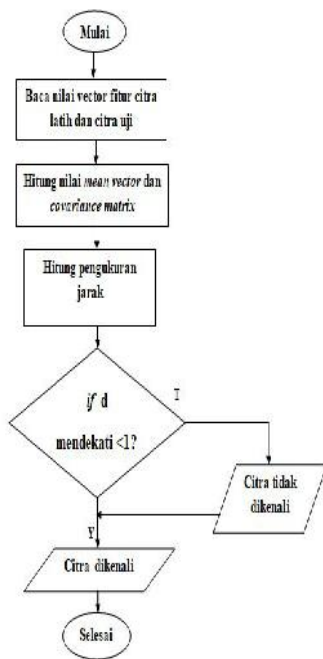 Mulai
Baca nilai vector fitur citra
latih dan citra uji
Hitung nilai mean vector dan
covariance matrix
Hitung pengukuran
jarak
if d
mendekati <1?
T
Citra tidak
dikenali
Y
Citra dikenali
Selesai